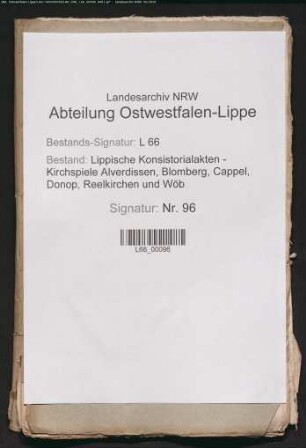 Landesarchiv NRW
Abteilung Ostwestfalen-Lippe
Bestands-Signatur: L 66
Bestand: Lippische Konsistorialakten -
Kirchspiele Alverdissen, Blomberg, Cappel,
Donop, Reelkirchen und Wöb
Signatur: Nr. 96
L66_00096